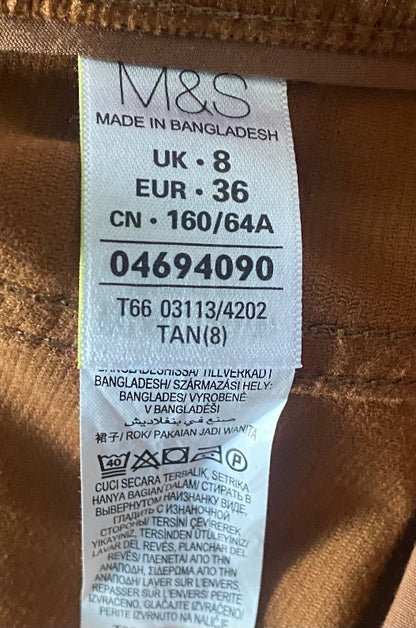 M&S
MADE IN BANGLADESH
UK • 8
EUR • 36
CN • 160/64A
04694090
T66 03113/4202
TAN(8)
TILLVERKAD I
BANGLADESH/ SZÁRMAZÁSI HELY:
BANGLADES/ VYROBENÉ
V BANGLADÉŠI
صنع في بنغلاديش
裙子/ ROK/ PAKAIAN JADI WANITA
40 P
CUCI SECARA TERBALIK, SETRIKA
HANYA BAGIAN DALAM/ СТИРАТЬ В
ВЫВЕРНУТОМ НАИЗНАНКУ ВИДЕ,
ГЛАДИТЬ С ИЗНАНОЧНОЙ
СТОРОНЫ/ TERSİNİ ÇEVİREREK
YIKAYINIZ, TERSİNDEN ÜTÜLEYİNİZ/
LAVAR DEL REVÉS, PLANCHAR DEL
REVÉS/ ΠΛΕΝΕΤΑΙ ΑΠΟ ΤΗΝ
ΑΝΑΠΟΔΗ, ΣΙΔΕΡΩΜΑ ΑΠΟ ΤΗΝ
ΑΝΑΠΟΔΗ/ LAVER SUR L'ENVERS,
REPASSER SUR L'ENVERS/ PERITE
IZVRAČENO, GLAČAJTE IZVRAČENO/